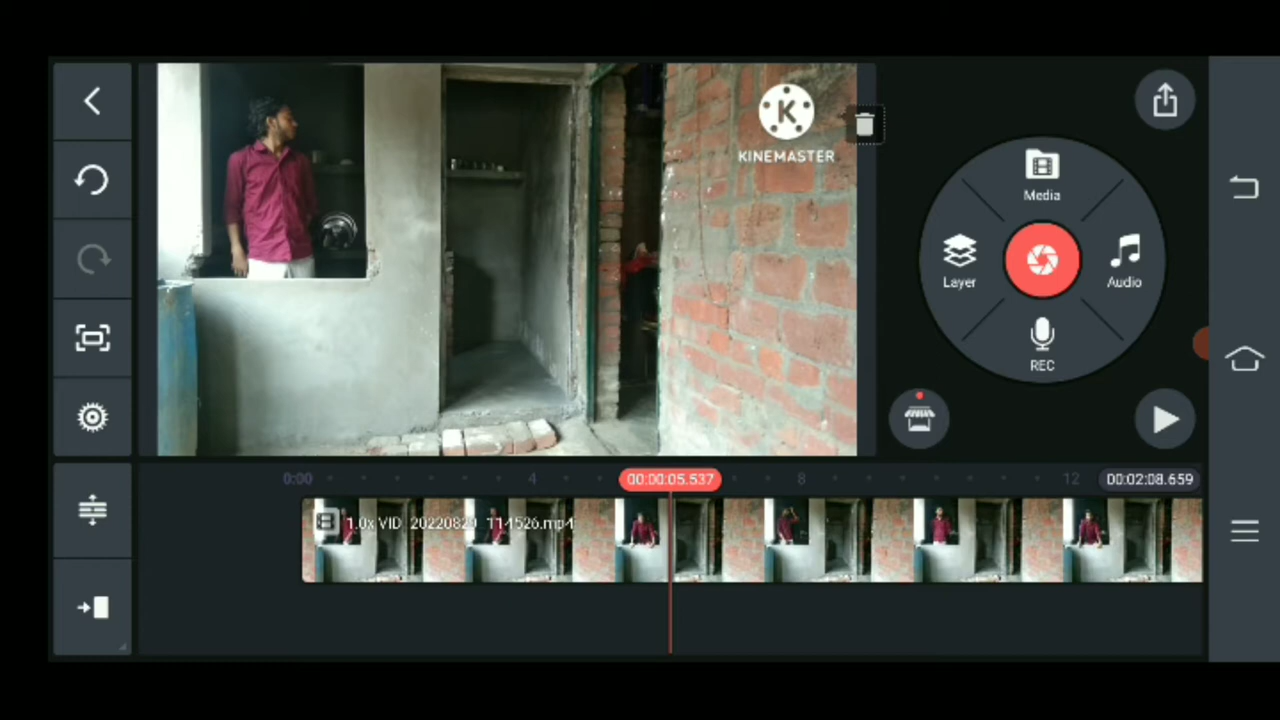 KINEMASTER
Media
Layer
Audio
REC
0:00
4
00:00:05.537
8
12
00:02:08.659
1.0x VID_20220829_114526.mp4